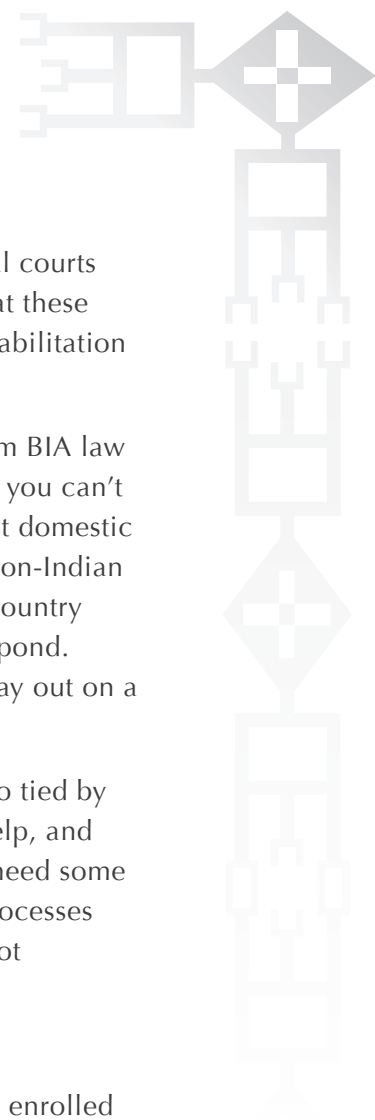 l courts
at these
abilitation
m BIA law
you can't
t domestic
on-Indian
ountry
pond.
ay out on a
o tied by
elp, and
need some
ocesses
ot
enrolled